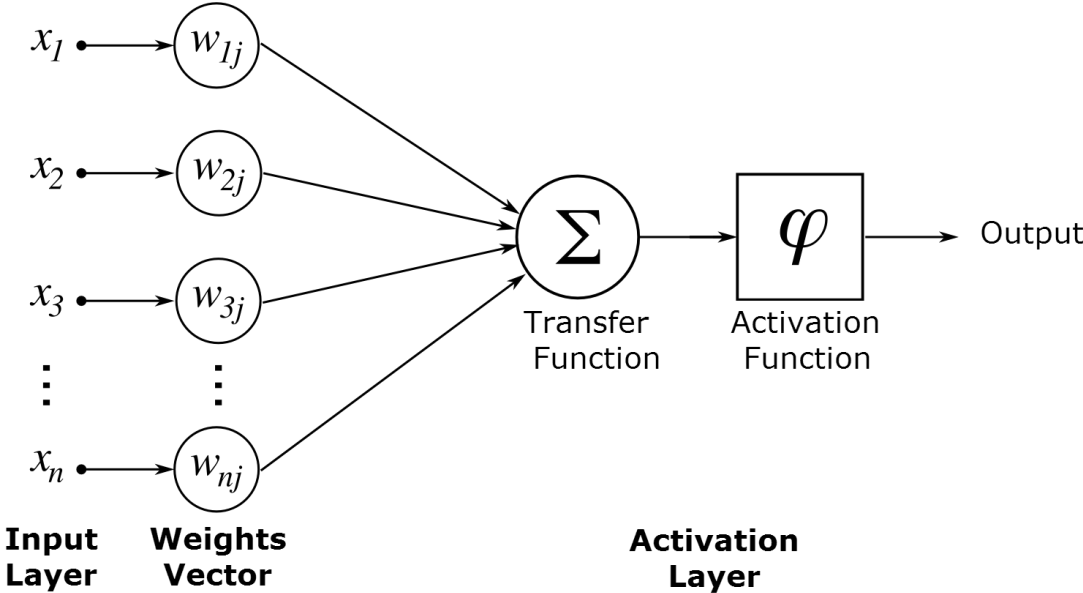 x1
w1j
x2
w2j
x3
w3j
xn
wnj
Σ
φ
Output
Transfer
Function
Activation
Function
Input
Layer
Weights
Vector
Activation
Layer